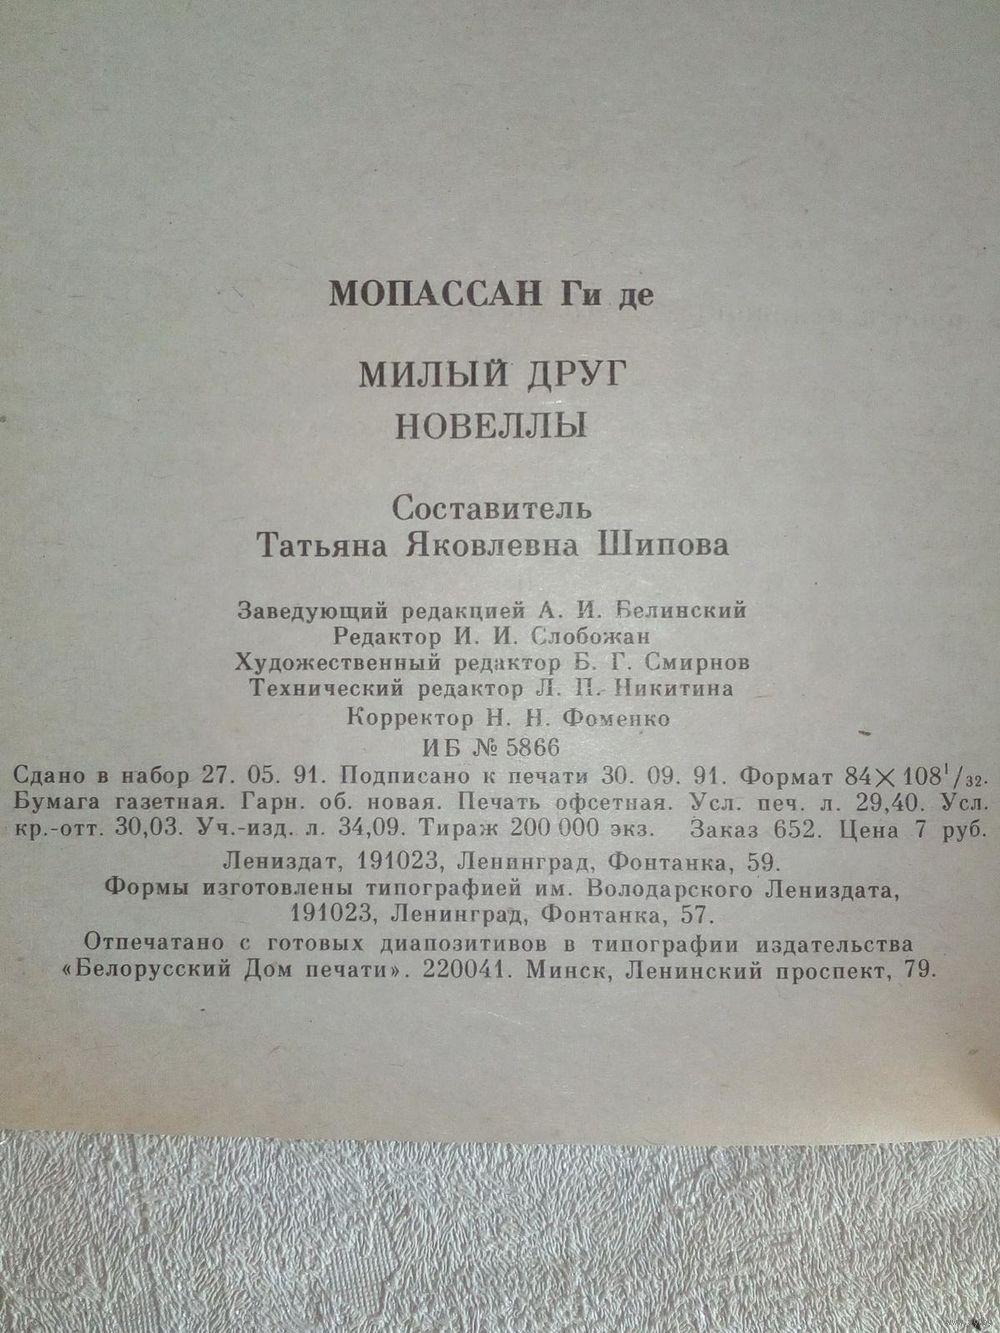 МОПАССАН Ги де
МИЛЫЙ ДРУГ
НОВЕЛЛЫ
Составитель
Татьяна Яковлевна Шипова
Заведующий редакцией А. И. Белинский
Редактор И. И. Слобожан
Художественный редактор Б. Г. Смирнов
Технический редактор Л. П. Никитина
Корректор Н. Н. Фоменко
ИБ № 5866
Сдано в набор 27. 05. 91. Подписано к печати 30. 09. 91. Формат 84×108 1/32.
Бумага газетная. Гарн. об. новая. Печать офсетная. Усл. печ. л. 29,40. Усл.
кр.-отт. 30,03. Уч.-изд. л. 34,09. Тираж 200 000 экз. Заказ 652. Цена 7 руб.
Лениздат, 191023, Ленинград, Фонтанка, 59.
Формы изготовлены типографией им. Володарского Лениздата,
191023, Ленинград, Фонтанка, 57.
Отпечатано с готовых диапозитивов в типографии издательства
«Белорусский Дом печати». 220041. Минск, Ленинский проспект, 79.